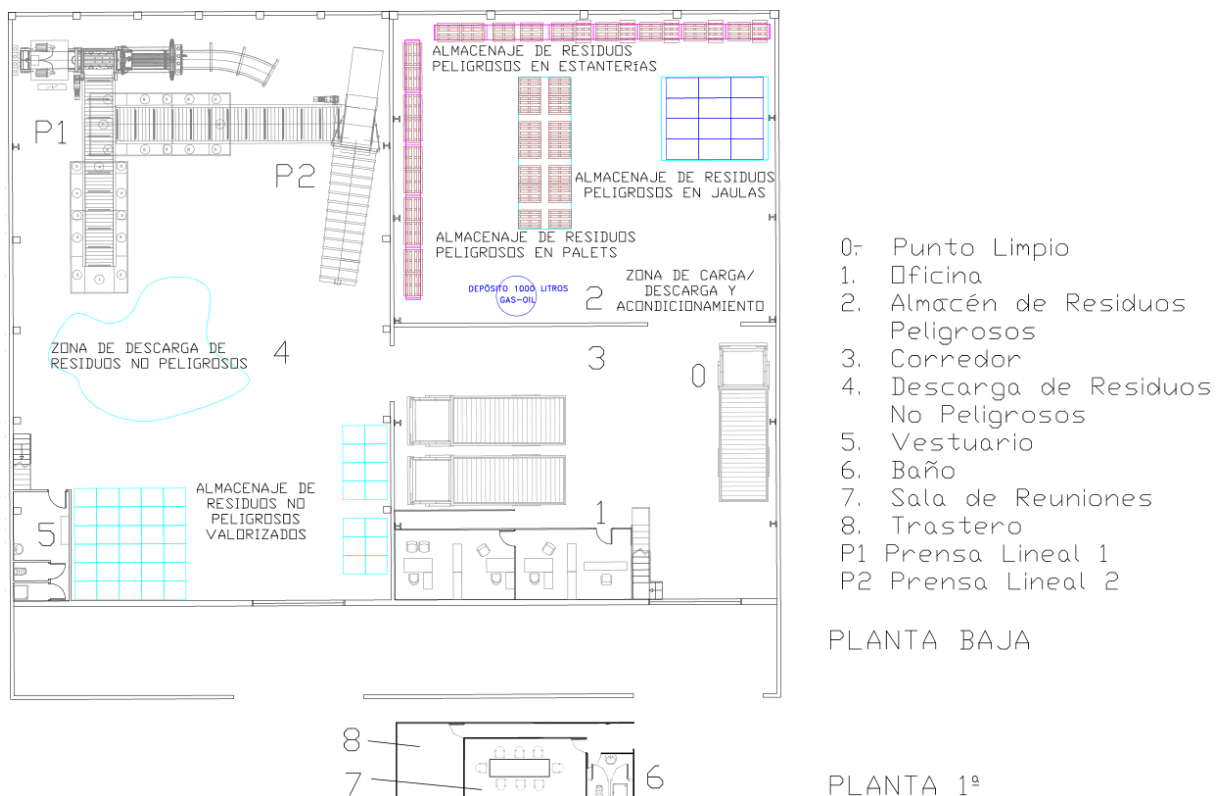 ALMACENAJE DE RESIDUOS
PELIGROSOS EN ESTANTERÍAS
P1
P2
ALMACENAJE DE RESIDUOS
PELIGROSOS EN JAULAS
ALMACENAJE DE RESIDUOS
PELIGROSOS EN PALETS
DEPÓSITO 1000 LITROS
GAS-OIL
2
ZONA DE CARGA/
DESCARGA Y
ACONDICIONAMIENTO
ZONA DE DESCARGA DE
RESIDUOS NO PELIGROSOS
4
3
0
ALMACENAJE DE
RESIDUOS NO
PELIGROSOS
VALORIZADOS
5
1
8
7
6
0- Punto Limpio
1. Oficina
2. Almacén de Residuos
Peligrosos
3. Corredor
4. Descarga de Residuos
No Peligrosos
5. Vestuario
6. Baño
7. Sala de Reuniones
8. Trastero
P1 Prensa Lineal 1
P2 Prensa Lineal 2
PLANTA BAJA
PLANTA 1ª